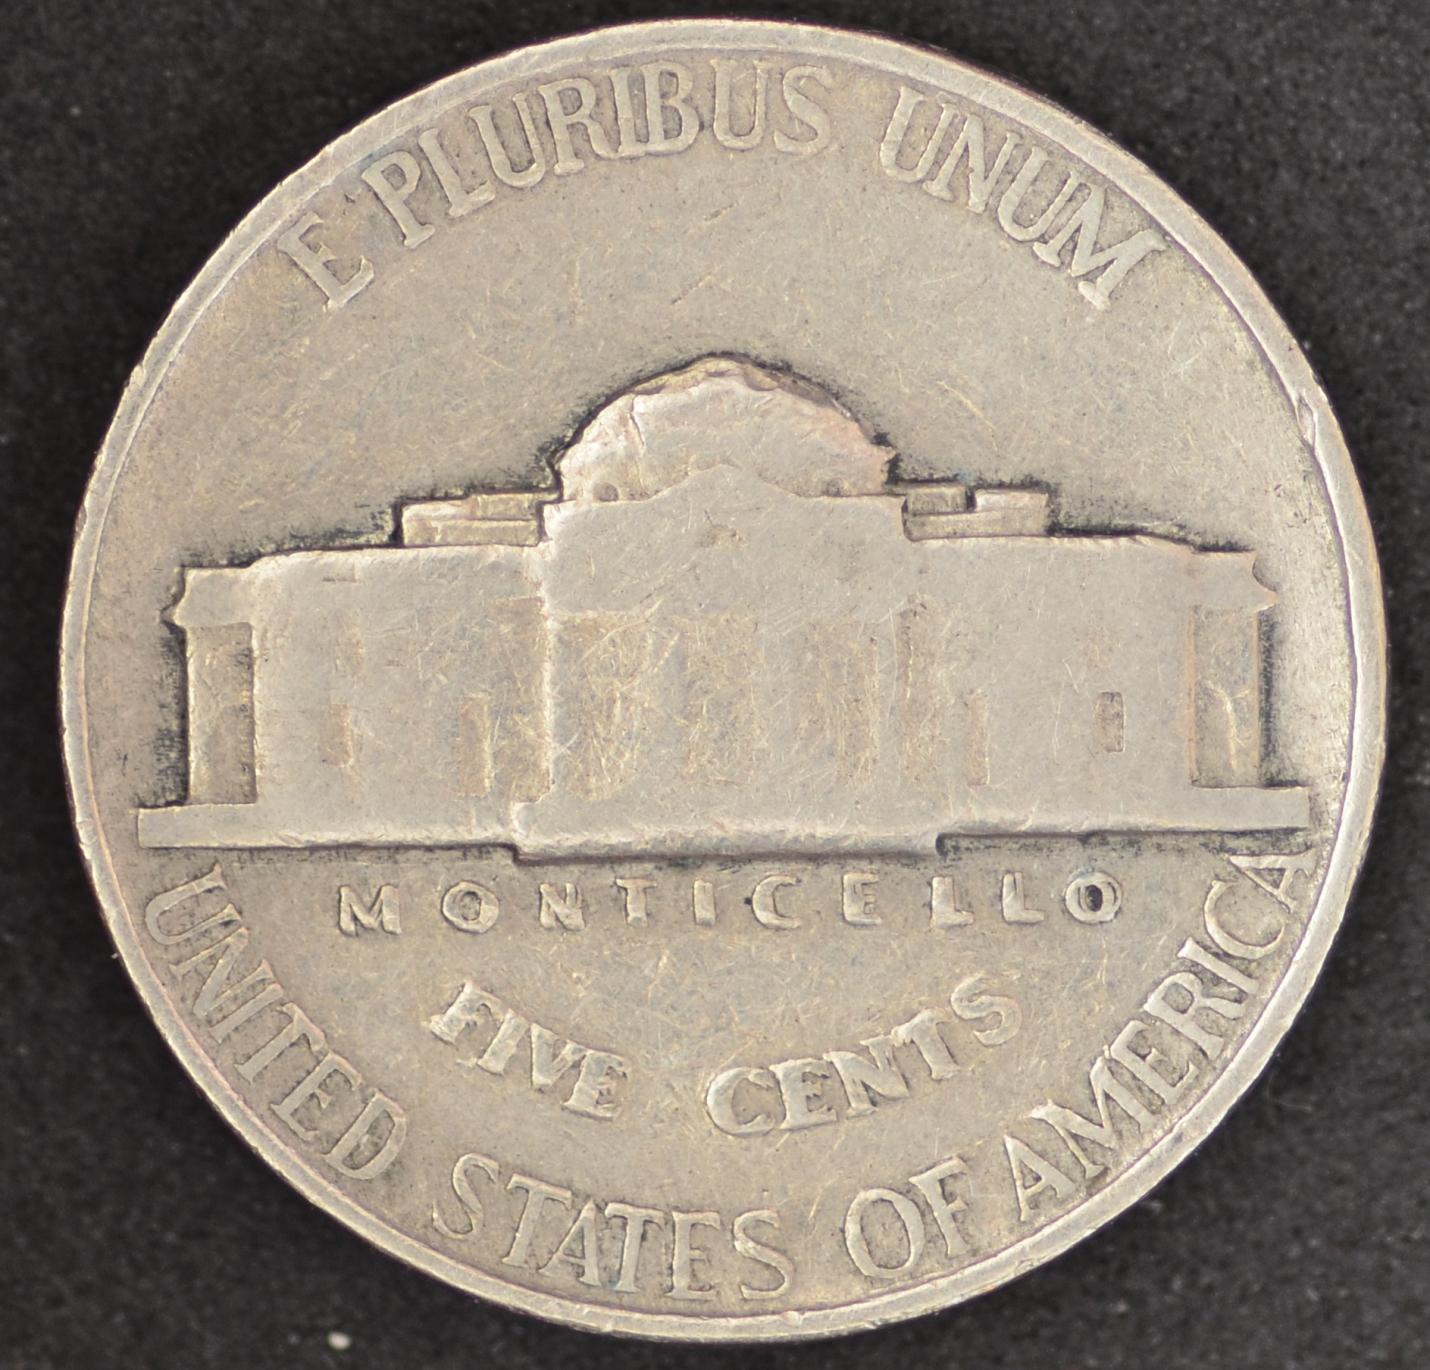 E PLURIBUS UNUM
MONTICELLO
FIVE CENTS
UNITED STATES OF AMERICA